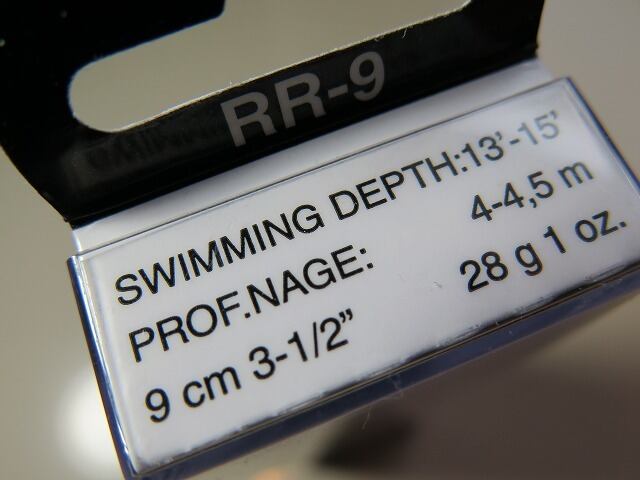 RR-9
SWIMMING DEPTH:13'-15'
PROF.NAGE: 4-4,5 m
9 cm 3-1/2” 28 g 1 oz.